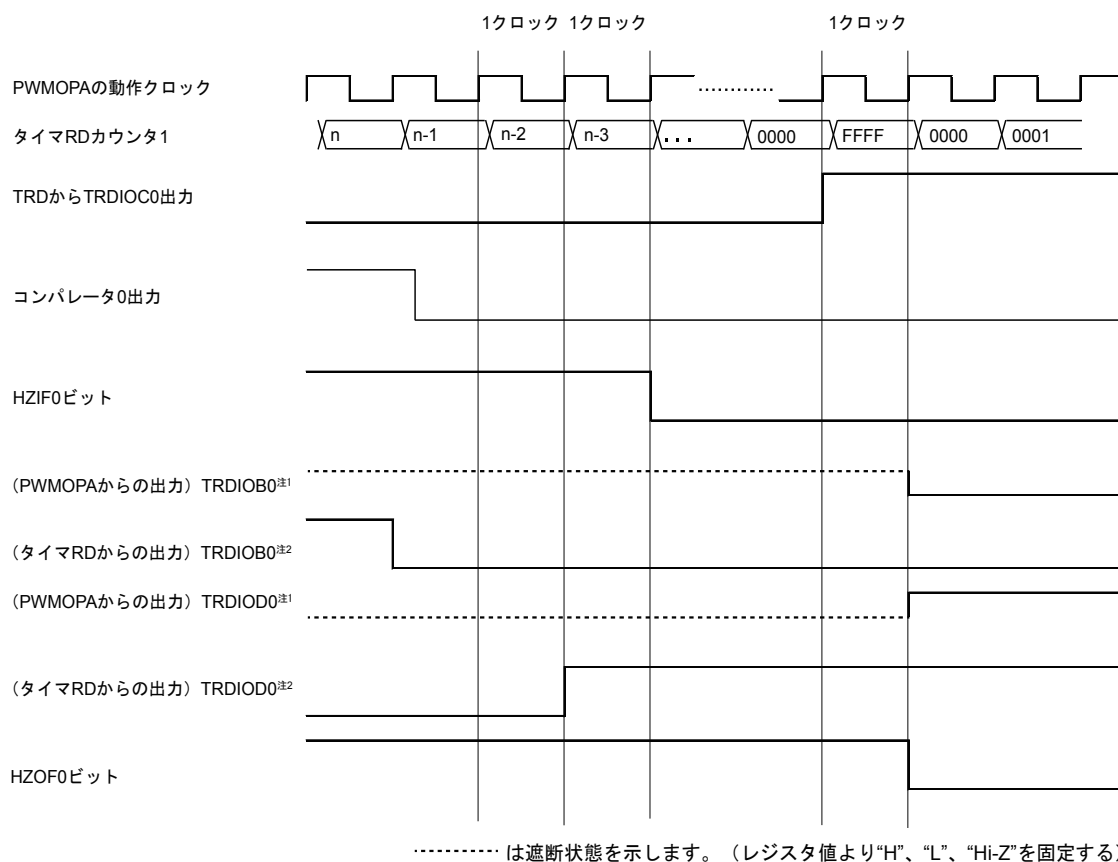 1クロック 1クロック 1クロック
PWMOPAの動作クロック
タイマRDカウンタ1 n n-1 n-2 n-3 ... 0000 FFFF 0000 0001
TRDからTRDIOC0出力
コンパレータ0出力
HZIF0ビット
(PWMOPAからの出力)TRDIOB0注1
(タイマRDからの出力)TRDIOB0注2
(PWMOPAからの出力)TRDIOD0注1
(タイマRDからの出力)TRDIOD0注2
HZOF0ビット
は遮断状態を示します。(レジスタ値より“H”、“L”、“Hi-Z”を固定する)